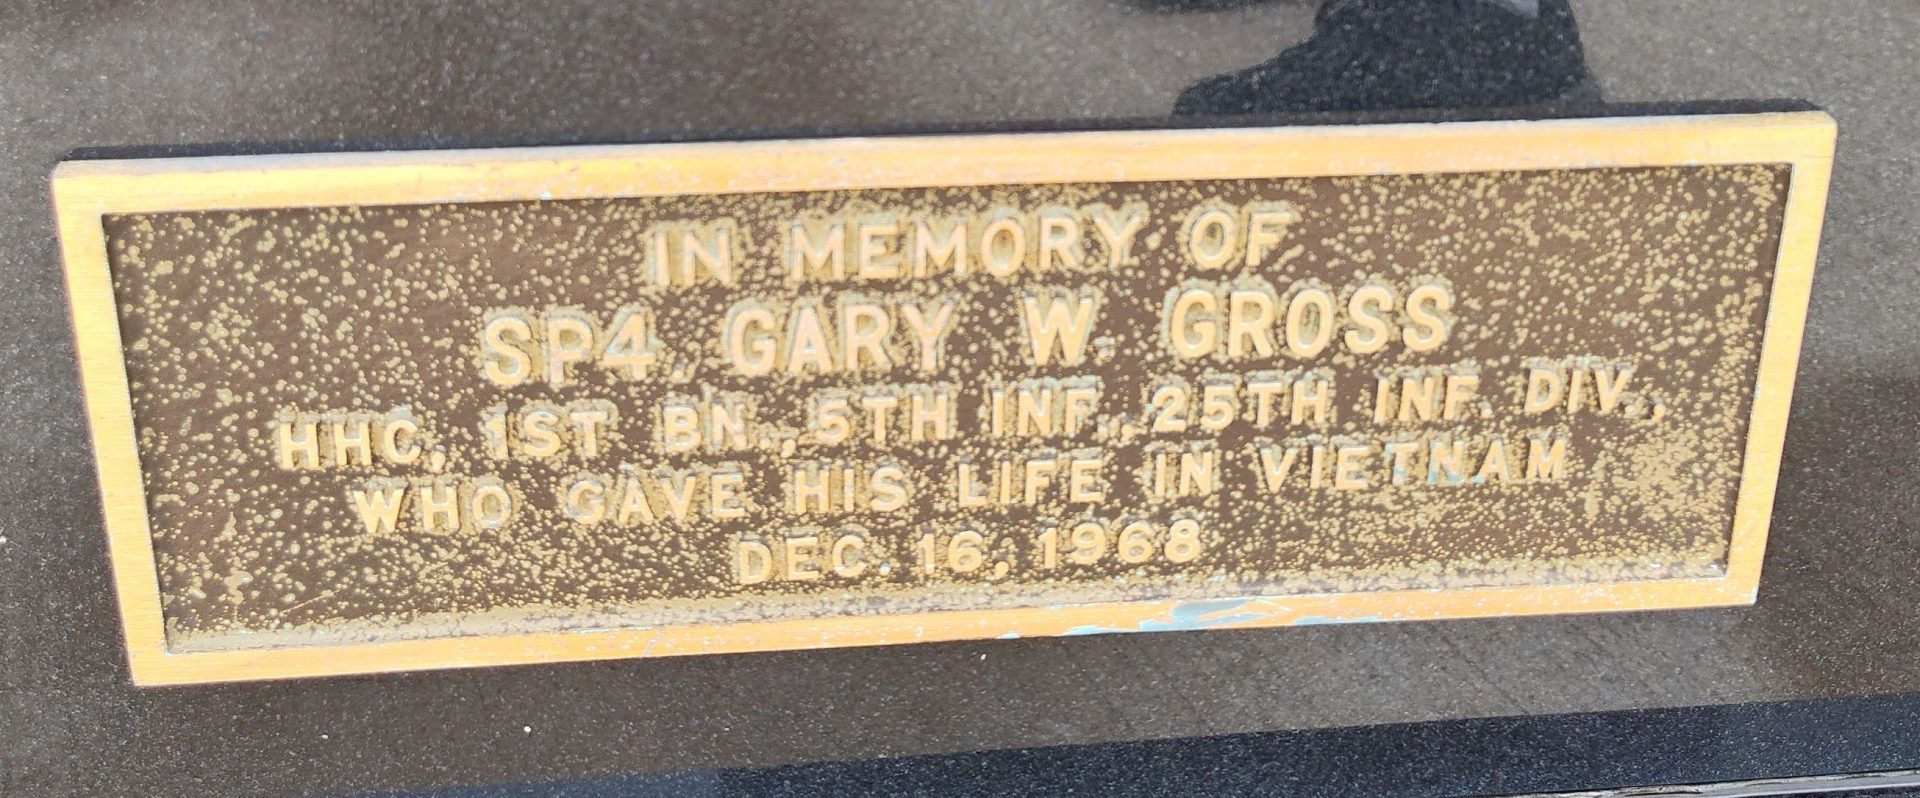 IN MEMORY OF
SP4. GARY W. GROSS
HHC, 1ST BN., 5TH INF., 25TH INF. DIV.,
WHO GAVE HIS LIFE IN VIETNAM
DEC. 16, 1968